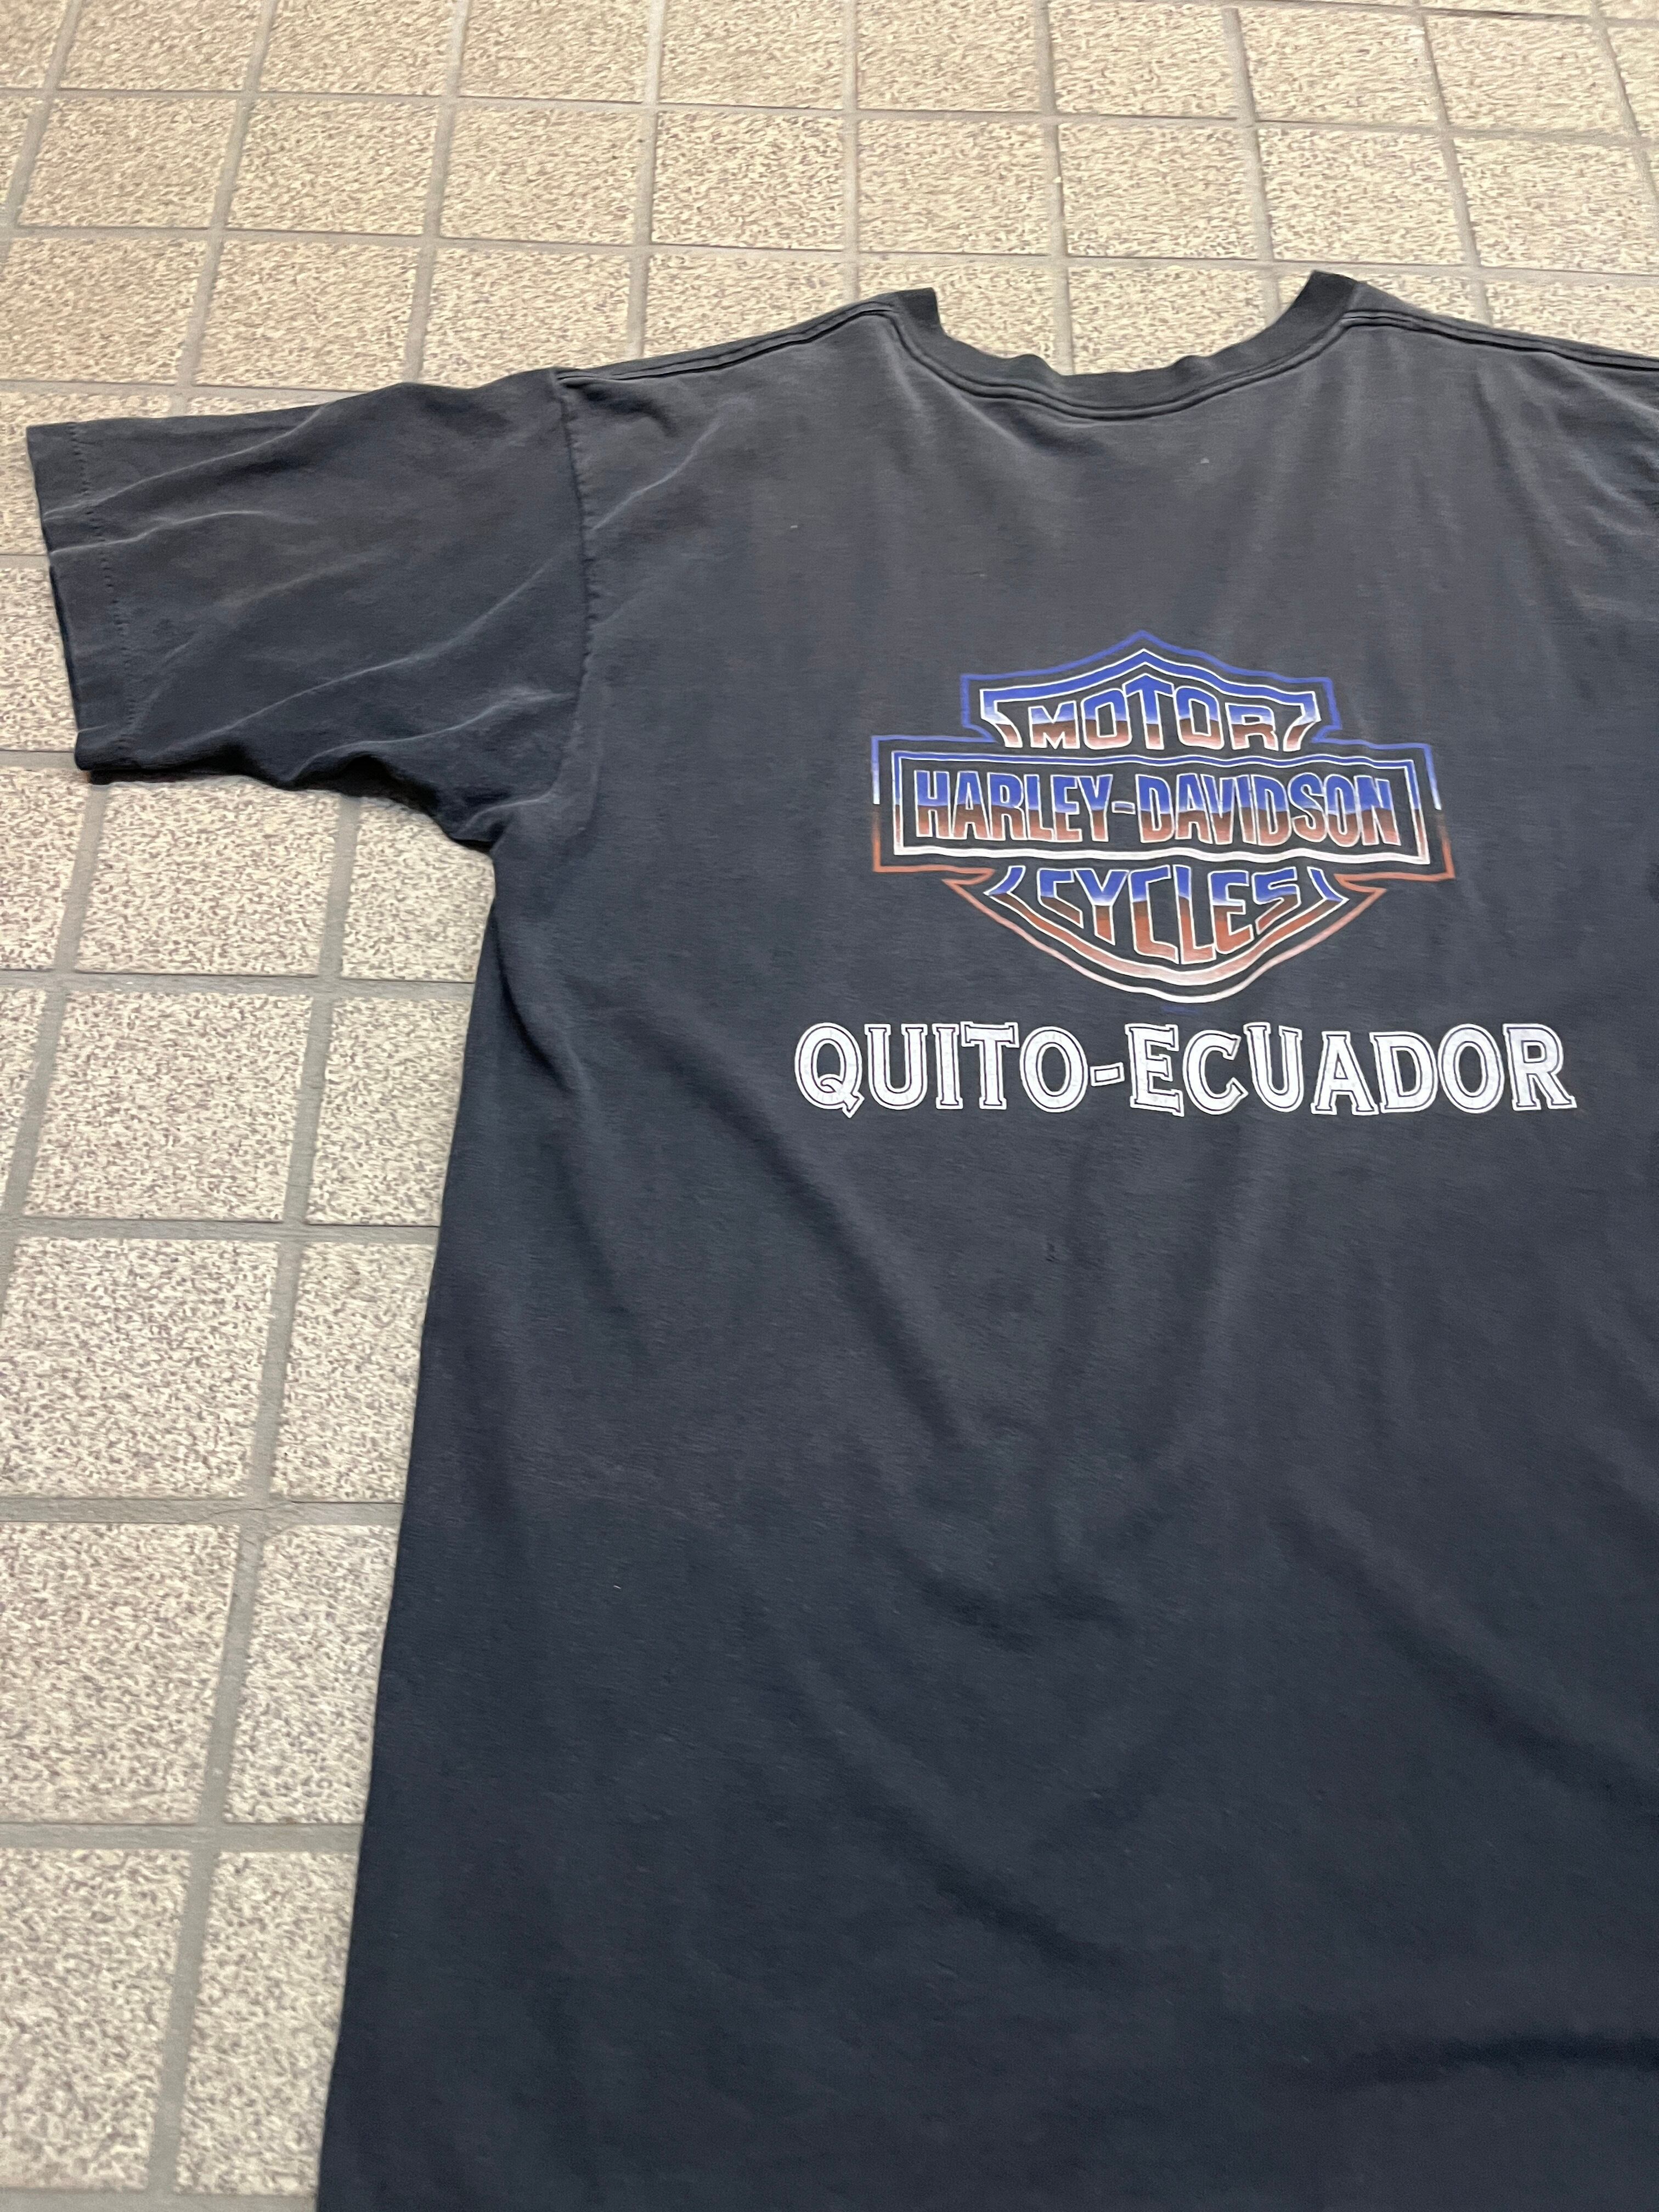 MOTOR
HARLEY-DAVIDSON
CYCLES
QUITO-ECUADOR